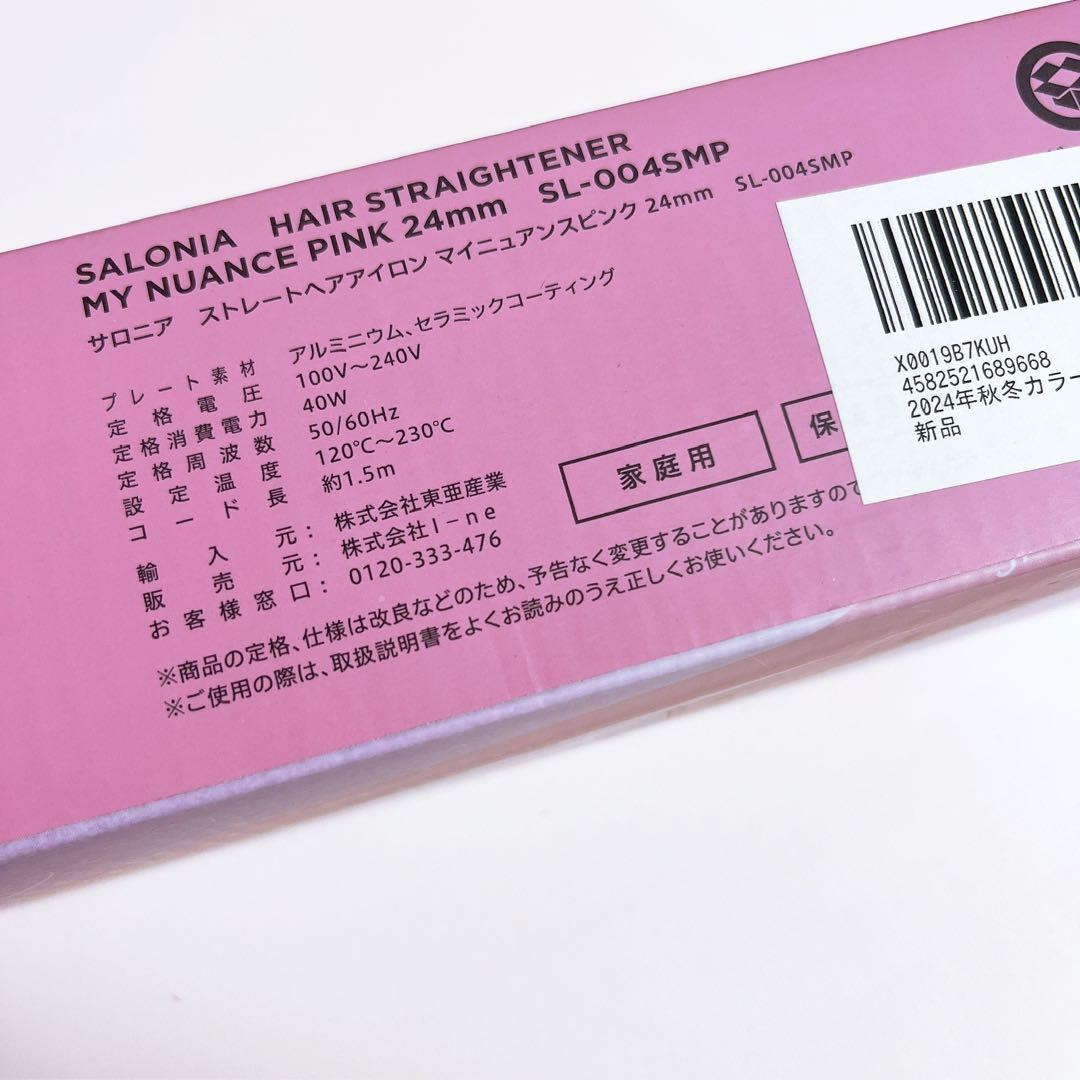 SALONIA HAIR STRAIGHTENER
MY NUANCE PINK 24mm SL-004SMP
サロニア ストレートヘアアイロン マイニュアンスピンク 24mm SL-004SMP
プレート素材 アルミニウム、セラミックコーティング
定格電圧 100V～240V
定格消費電力 40W
定格周波数 50/60Hz
設定温度 120℃～230℃
コード長 約1.5m
輸入元：株式会社東亜産業
販売元：株式会社I-ne
お客様窓口：0120-333-476
家庭用
保
※商品の定格、仕様は改良などのため、予告なく変更することがありますので
※ご使用の際は、取扱説明書をよくお読みのうえ正しくお使いください。
X0019B7KUH
4582521689668
2024年秋冬カラー
新品